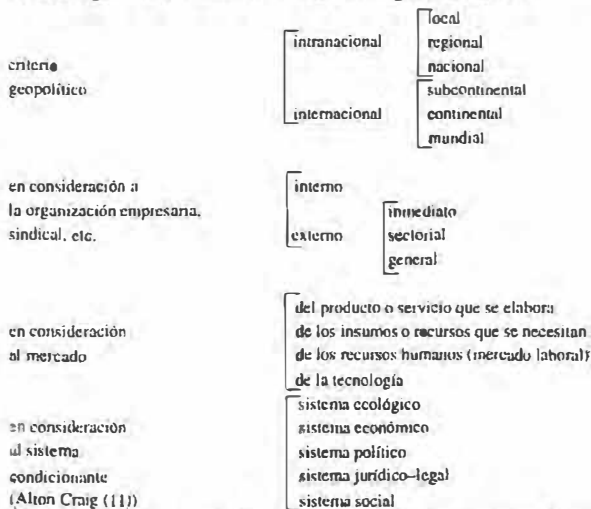 local
intranacional
regional
criterio
nacional
geopolítico
subcontinental
internacional
continental
mundial
en consideración a
interno
la organización empresaria,
inmediato
sindical, etc.
externo
sectorial
general
del producto o servicio que se elabora
en consideración
de los insumos o recursos que se necesitan
al mercado
de los recursos humanos (mercado laboral)
de la tecnología
en consideración
sistema ecológico
al sistema
sistema económico
condicionante
sistema político
(Alton Craig (11))
sistema jurídico-legal
sistema social